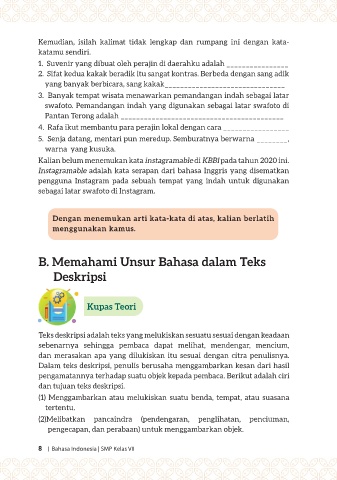 Kemudian, isilah kalimat tidak lengkap dan rumpang ini dengan kata-
katamu sendiri.
1. Suvenir yang dibuat oleh perajin di daerahku adalah _______________
2. Sifat kedua kakak beradik itu sangat kontras. Berbeda dengan sang adik
yang banyak berbicara, sang kakak_____________________________
3. Banyak tempat wisata menawarkan pemandangan indah sebagai latar
swafoto. Pemandangan indah yang digunakan sebagai latar swafoto di
Pantan Terong adalah ________________________________________
4. Rafa ikut membantu para perajin lokal dengan cara ________________
5. Senja datang, mentari pun meredup. Semburatnya berwarna ________,
warna yang kusuka.
Kalian belum menemukan kata instagramable di KBBI pada tahun 2020 ini.
Instagramable adalah kata serapan dari bahasa Inggris yang disematkan
pengguna Instagram pada sebuah tempat yang indah untuk digunakan
sebagai latar swafoto di Instagram.
Dengan menemukan arti kata-kata di atas, kalian berlatih
menggunakan kamus.
B. Memahami Unsur Bahasa dalam Teks
Deskripsi
Kupas Teori
Teks deskripsi adalah teks yang melukiskan sesuatu sesuai dengan keadaan
sebenarnya sehingga pembaca dapat melihat, mendengar, mencium,
dan merasakan apa yang dilukiskan itu sesuai dengan citra penulisnya.
Dalam teks deskripsi, penulis berusaha menggambarkan kesan dari hasil
pengamatannya terhadap suatu objek kepada pembaca. Berikut adalah ciri
dan tujuan teks deskripsi.
(1) Menggambarkan atau melukiskan suatu benda, tempat, atau suasana
tertentu,
(2)Melibatkan pancaindra (pendengaran, penglihatan, penciuman,
pengecapan, dan perabaan) untuk menggambarkan objek.
8 | Bahasa Indonesia | SMP Kelas VII